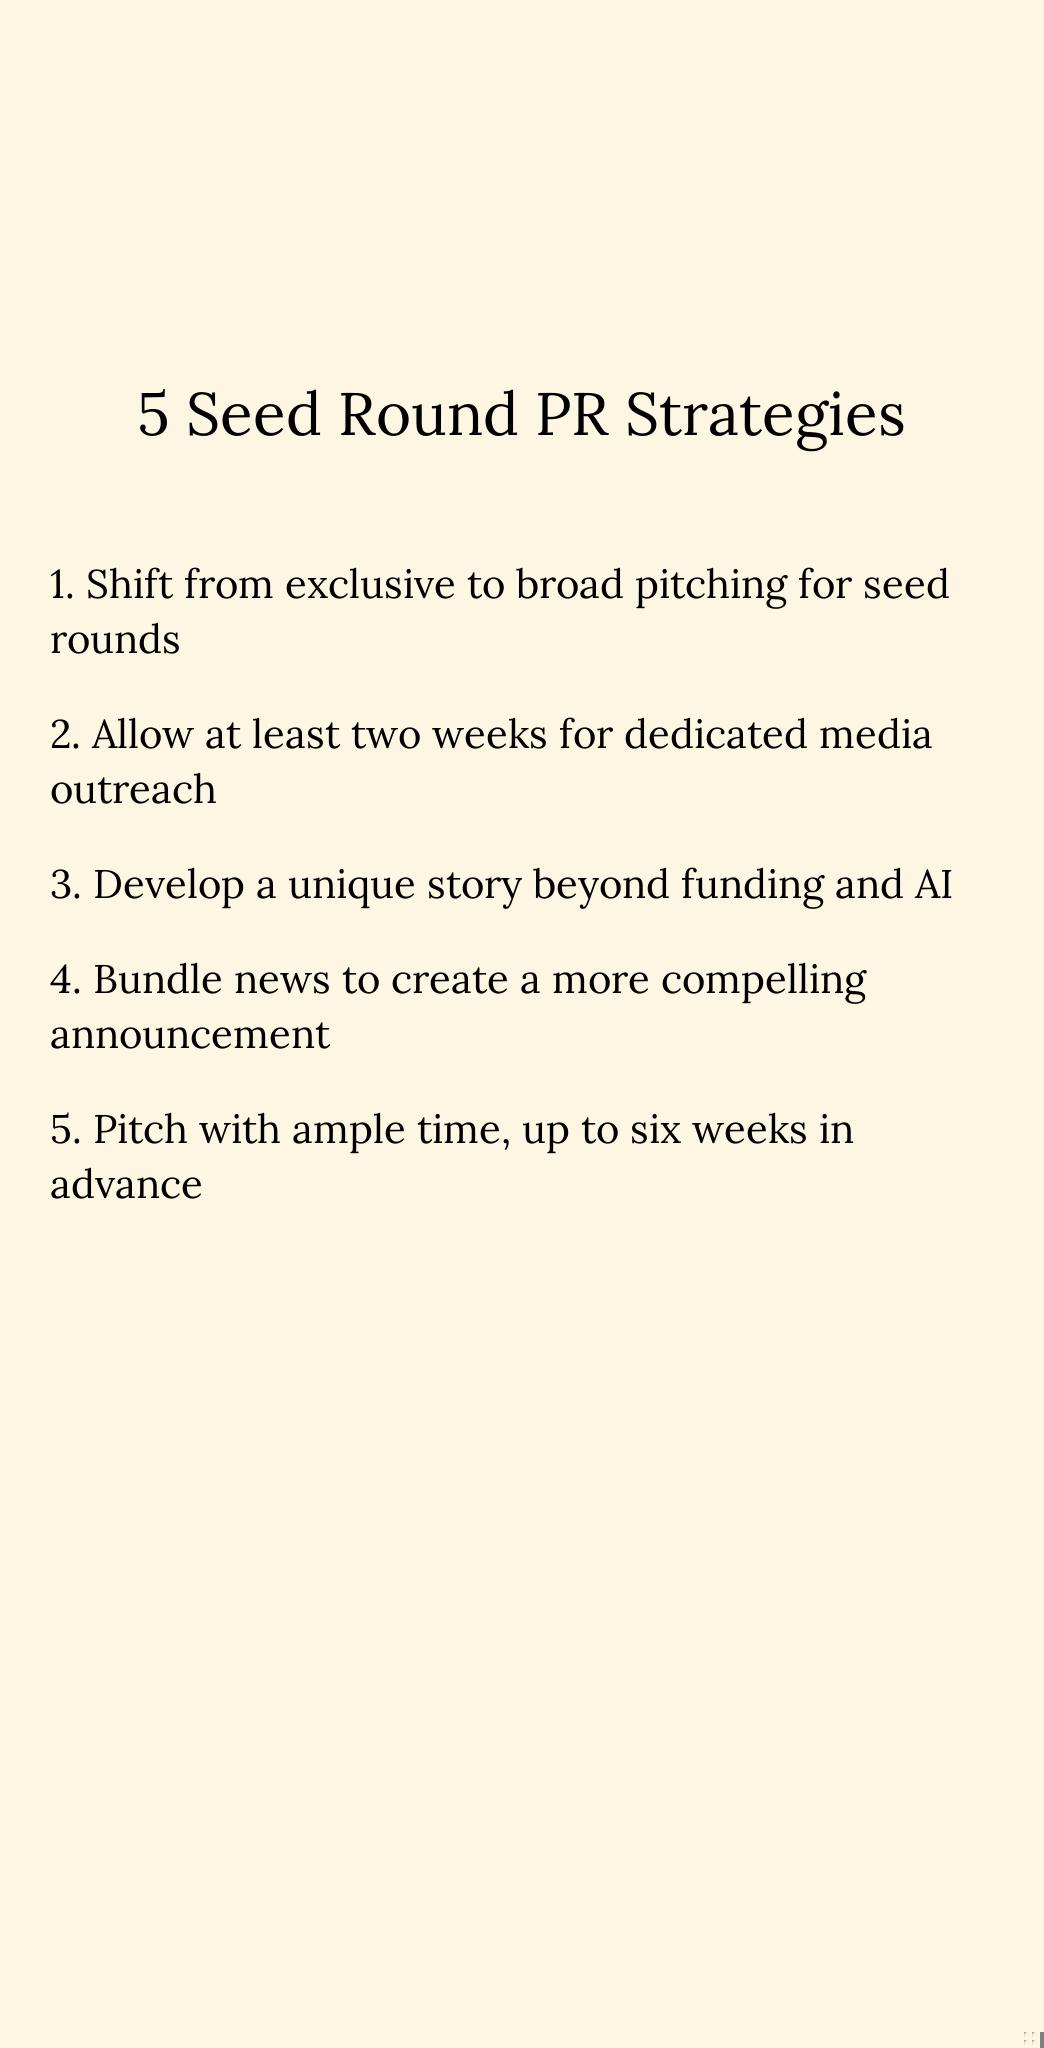 5 Seed Round PR Strategies
1. Shift from exclusive to broad pitching for seed
rounds
2. Allow at least two weeks for dedicated media
outreach
3. Develop a unique story beyond funding and AI
4. Bundle news to create a more compelling
announcement
5. Pitch with ample time, up to six weeks in
advance